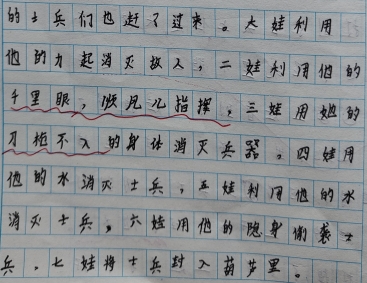 的士兵们也赶了过来。大娃利用
他的力起消灭敌人，二娃利用他的
千里眼，顺风儿指挥，三娃用她的
刀枪不入的身体消灭兵器，四娃用
他的水消灭士兵，五娃利用他的水
消灭士兵，六娃用他的隐身偷袭士
兵，七娃将士兵封入葫芦里。